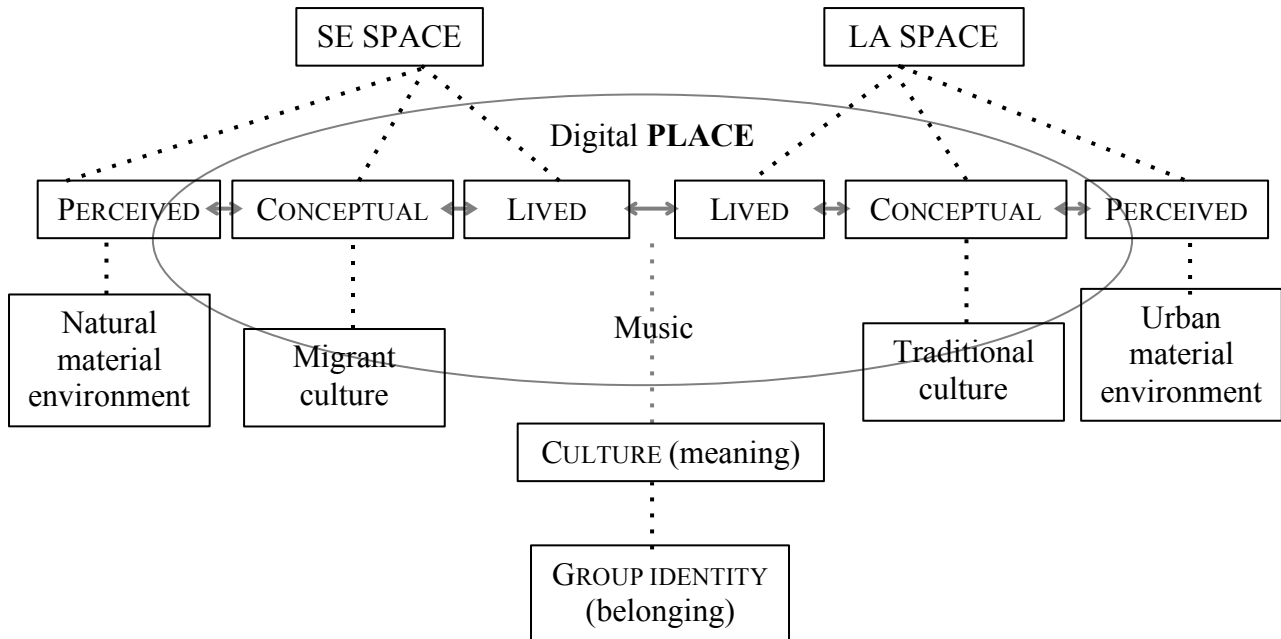 SE SPACE
LA SPACE
Digital PLACE
PERCEIVED
CONCEPTUAL
LIVED
LIVED
CONCEPTUAL
PERCEIVED
Natural
material
environment
Migrant
culture
Music
Traditional
culture
Urban
material
environment
CULTURE (meaning)
GROUP IDENTITY
(belonging)